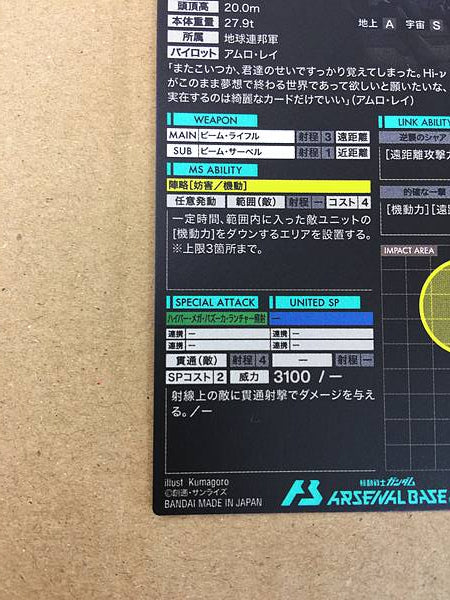 頭頂高 20.0m
本体重量 27.9t 地上 A 宇宙 S
所属 地球連邦軍
パイロット アムロ・レイ
「またこいつか、君達のせいですっかり覚えてしまった。Hi-ν
がこのまま夢想で終わる世界であって欲しいと願いたいな、
実在するのは綺麗なカードだけでいい」(アムロ・レイ)
WEAPON
MAIN ビーム・ライフル 射程 3 遠距離
SUB ビーム・サーベル 射程 1 近距離
MS ABILITY
陣略[妨害/機動]
任意発動 範囲(敵) 射程 ー コスト 4
一定時間、範囲内に入った敵ユニットの
[機動力]をダウンするエリアを設置する。
※上限3箇所まで。
LINK ABILITY
逆襲のシャア
[遠距離攻撃
的確な一撃
[機動力][遠
IMPACT AREA
SPECIAL ATTACK UNITED SP
ハイパー・メガ・バズーカ・ランチャー照射 ー
連携 ー 連携 ー
連携 ー 連携 ー
貫通(敵) 射程 4 ー 射程 ー
SPコスト 2 威力 3100 /ー
射線上の敵に貫通射撃でダメージを与え
る。/ー
illust Kumagoro
©創通・サンライズ
BANDAI MADE IN JAPAN
機動戦士ガンダム
ARSENAL BASE